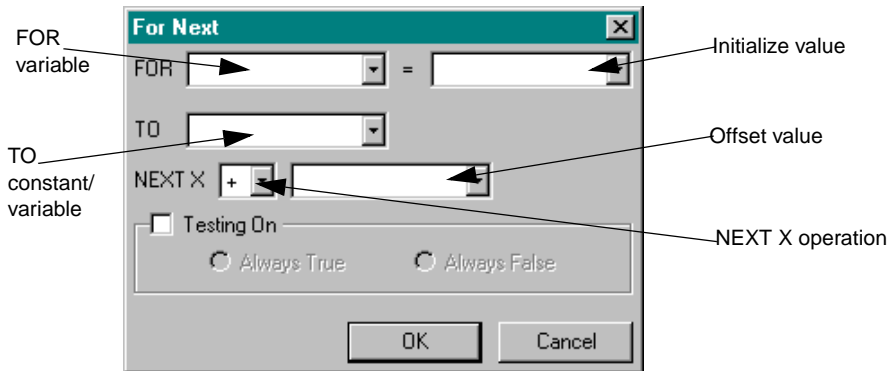 For Next
FOR
variable
FOR
=
Initialize value
TO
TO
constant/
variable
Offset value
NEXT X
+
Testing On
NEXT X operation
Always True
Always False
OK
Cancel